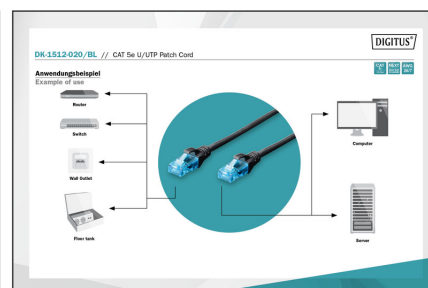 DIGITUS®
DK-1512-020/BL // CAT 5e U/UTP Patch Cord
Anwendungsbeispiel
Example of use
Router
Switch
Wall Outlet
Floor tank
Computer
Server